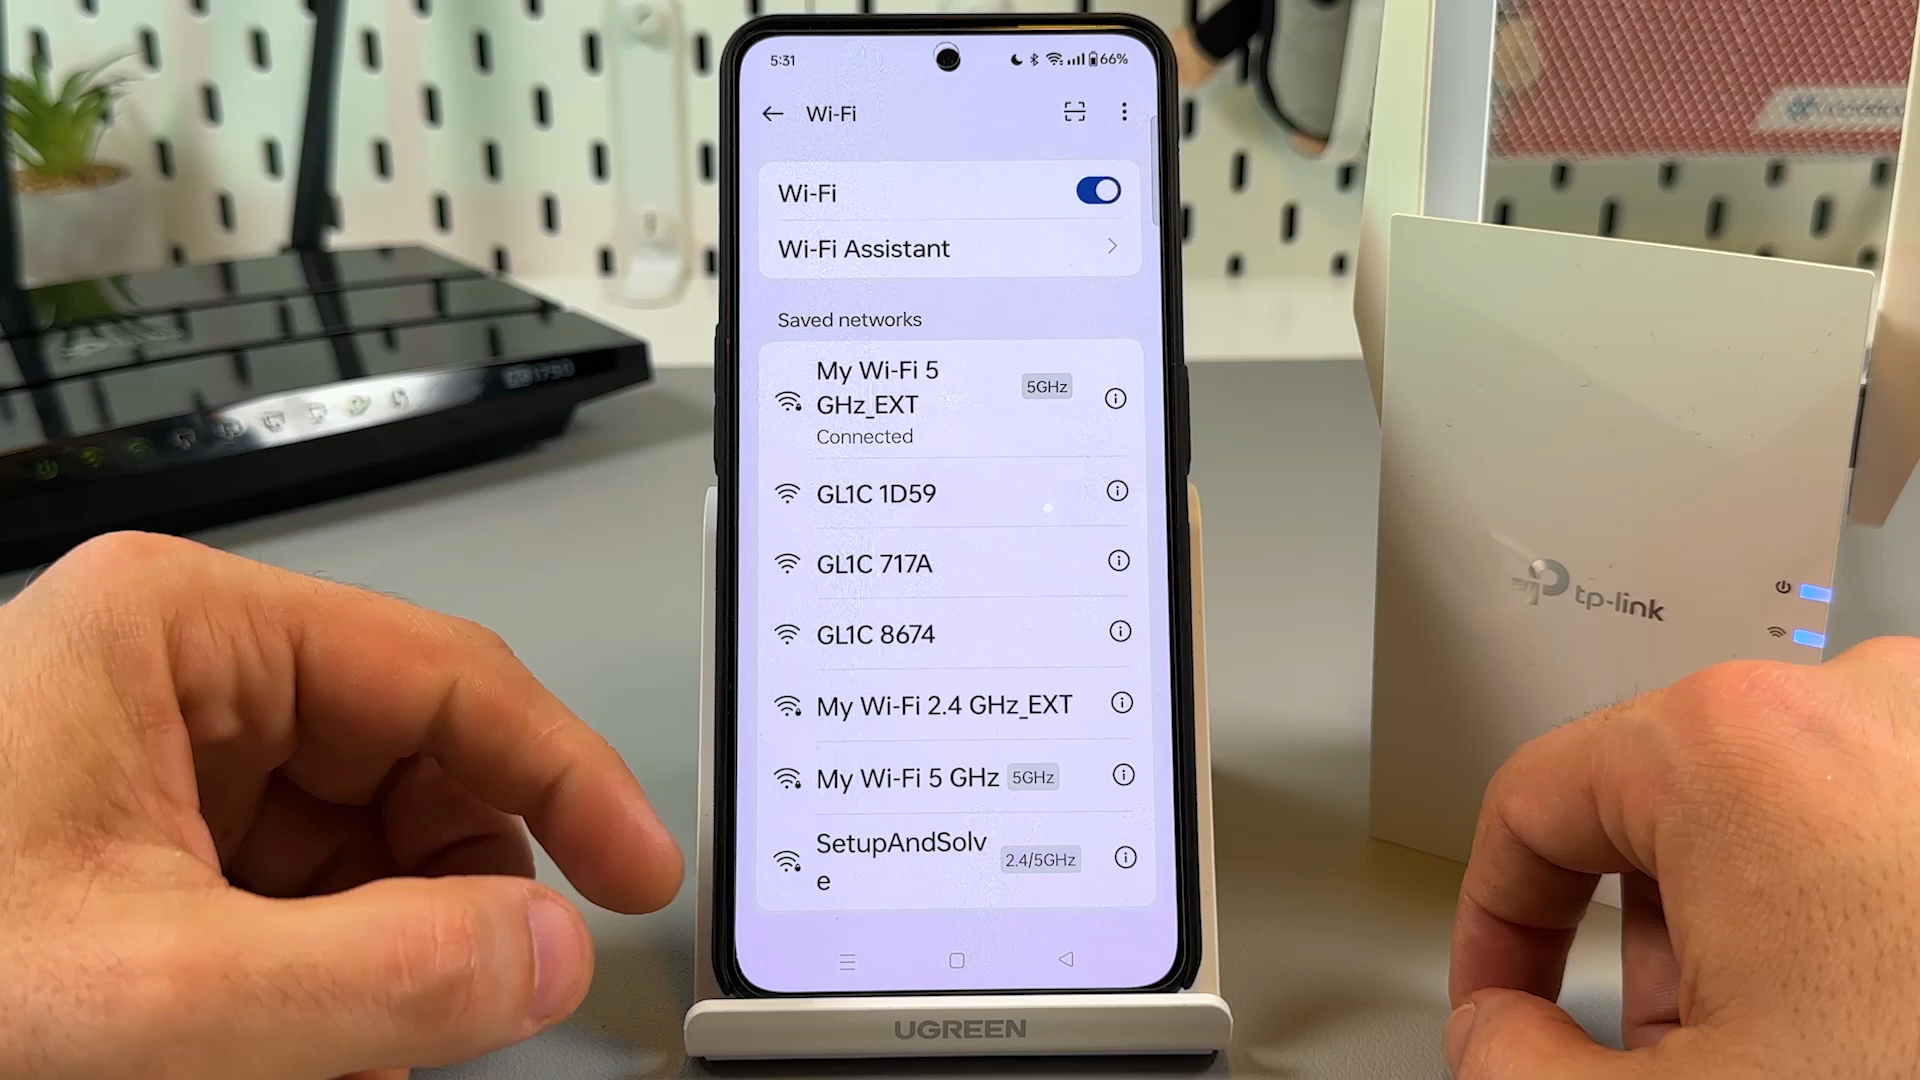 5:31
66%
Wi-Fi
Wi-Fi
Wi-Fi Assistant
Saved networks
My Wi-Fi 5
GHz_EXT
5GHz
Connected
GL1C 1D59
GL1C 717A
GL1C 8674
My Wi-Fi 2.4 GHz_EXT
My Wi-Fi 5 GHz
5GHz
SetupAndSolv
e
2.4/5GHz
tp-link
UGREEN